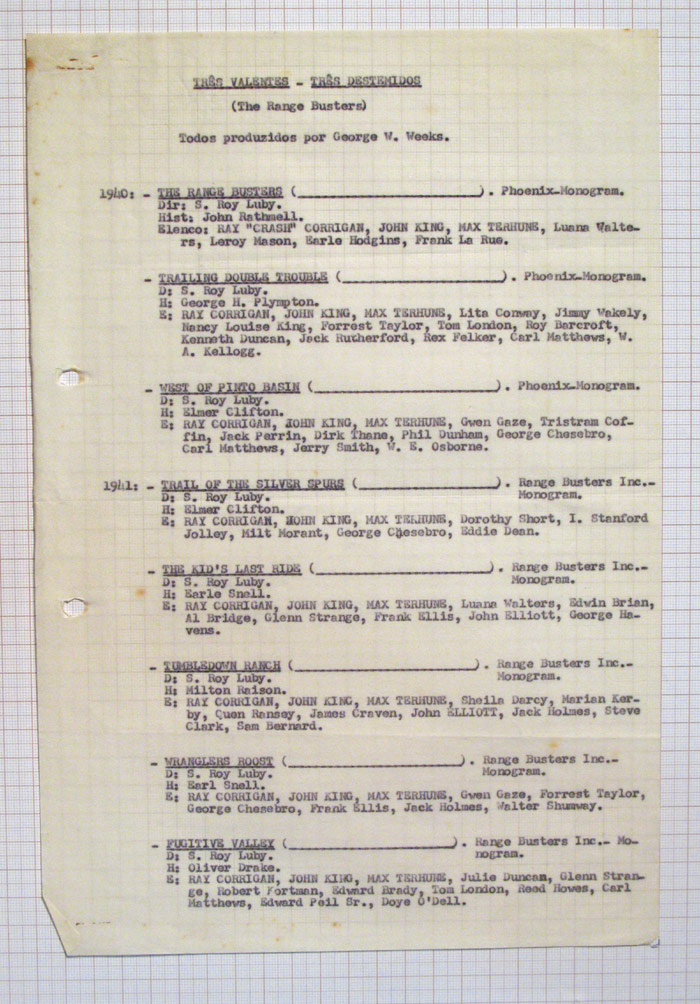 TRÊS VALENTES - TRÊS DESTEMIDOS
(The Range Busters)
Todos produzidos por George W. Weeks.
1940: - THE RANGE BUSTERS (______________________). Phoenix-Monogram.
Dir: S. Roy Luby.
Hist: John Rathmell.
Elenco: RAY "CRASH" CORRIGAN, JOHN KING, MAX TERHUNE, Luana Walte-
rs, Leroy Mason, Earle Hodgins, Frank La Rue.
- TRAILING DOUBLE TROUBLE (____________________). Phoenix-Monogram.
D: S. Roy Luby.
H: George H. Plympton.
E: RAY CORRIGAN, JOHN KING, MAX TERHUNE, Lita Conway, Jimmy Wakely,
Nancy Louise King, Forrest Taylor, Tom London, Roy Barcroft,
Kenneth Duncan, Jack Rutherford, Rex Felker, Carl Matthews, W.
A. Kellogg.
- WEST OF PINTO BASIN (______________________). Phoenix-Monogram.
D: S. Roy Luby.
H: Elmer Clifton.
E: RAY CORRIGAN, JOHN KING, MAX TERHUNE, Gwen Gaze, Tristram Cof-
fin, Jack Perrin, Dirk Thane, Phil Dunham, George Chesebro,
Carl Matthews, Jerry Smith, W. E. Osborne.
1941: - TRAIL OF THE SILVER SPURS (_________________). Range Busters Inc.-
Monogram.
D: S. Roy Luby.
H: Elmer Clifton.
E: RAY CORRIGAN, JOHN KING, MAX TERHUNE, Dorothy Short, I. Stanford
Jolley, Milt Morant, George Chesebro, Eddie Dean.
- THE KID'S LAST RIDE (_____________________). Range Busters Inc.-
Monogram.
D: S. Roy Luby.
H: Earle Snell.
E: RAY CORRIGAN, JOHN KING, MAX TERHUNE, Luana Walters, Edwin Brian,
Al Bridge, Glenn Strange, Frank Ellis, John Elliott, George Ha-
vens.
- TUMBLEDOWN RANCH (______________________). Range Busters Inc.-
Monogram.
D: S. Roy Luby.
H: Milton Raison.
E: RAY CORRIGAN, JOHN KING, MAX TERHUNE, Sheila Darcy, Marian Ker-
by, Quen Ransey, James Craven, John ELLIOTT, Jack Holmes, Steve
Clark, Sam Bernard.
- WRANGLERS ROOST (_____________________). Range Busters Inc.-
Monogram.
D: S. Roy Luby.
H: Earl Snell.
E: RAY CORRIGAN, JOHN KING, MAX TERHUNE, Gwen Gaze, Forrest Taylor,
George Chesebro, Frank Ellis, Jack Holmes, Walter Shumway.
- FUGITIVE VALLEY (____________________). Range Busters Inc.- Mo-
nogram.
D: S. Roy Luby.
H: Oliver Drake.
E: RAY CORRIGAN, JOHN KING, MAX TERHUNE, Julie Duncan, Glenn Stran-
ge, Robert Fortman, Edward Brady, Tom London, Reed Howes, Carl
Matthews, Edward Peil Sr., Doye O'Dell.